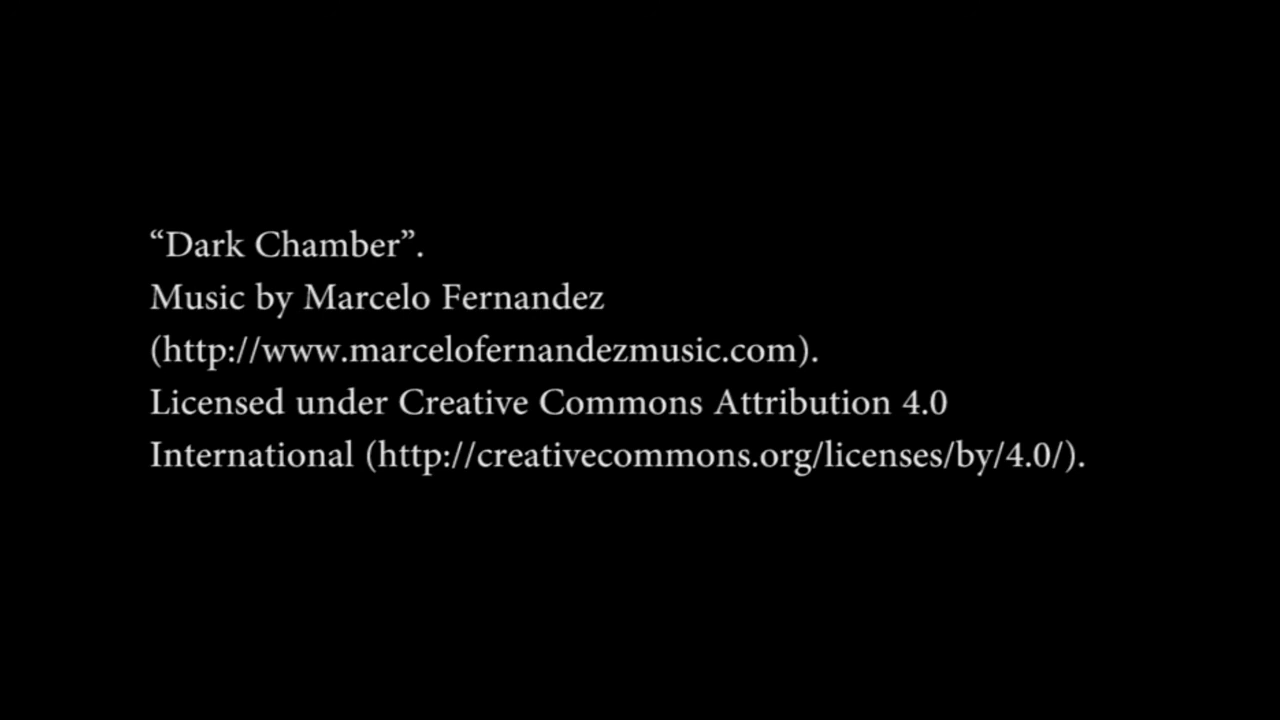 “Dark Chamber”.
Music by Marcelo Fernandez
(http://www.marcelofernandezmusic.com).
Licensed under Creative Commons Attribution 4.0
International (http://creativecommons.org/licenses/by/4.0/).